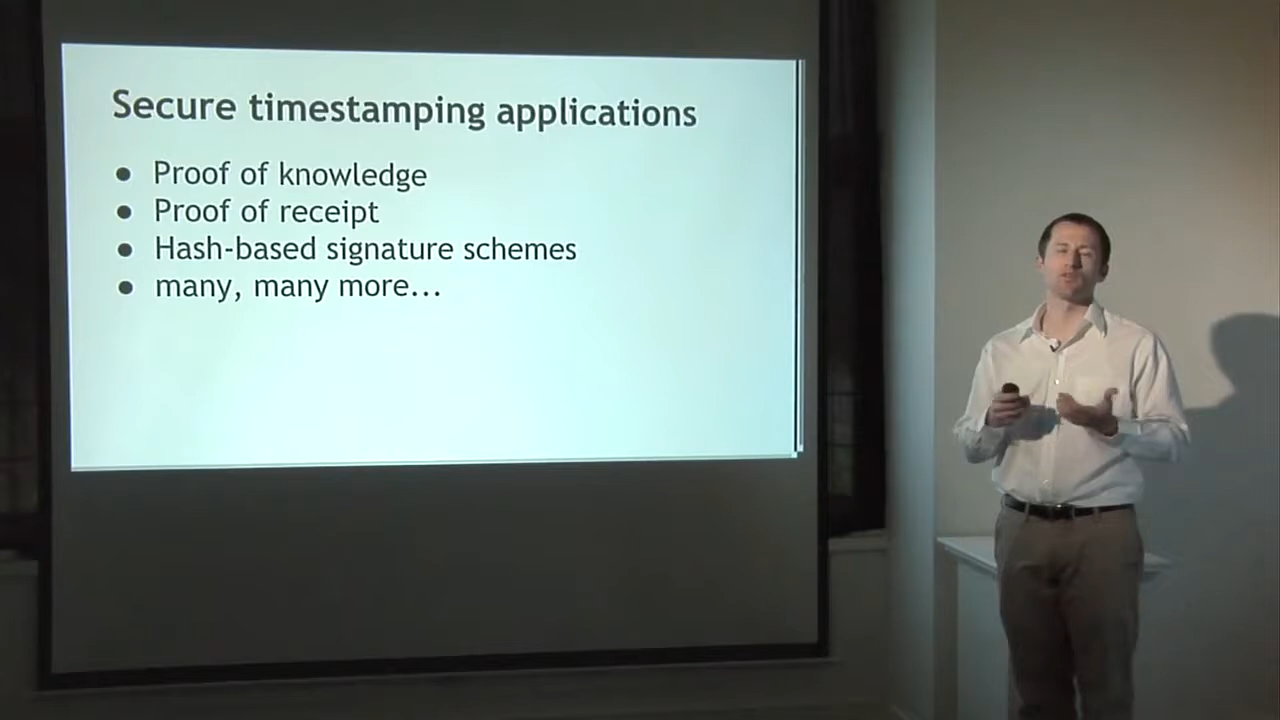 Secure timestamping applications
● Proof of knowledge
● Proof of receipt
● Hash-based signature schemes
● many, many more...